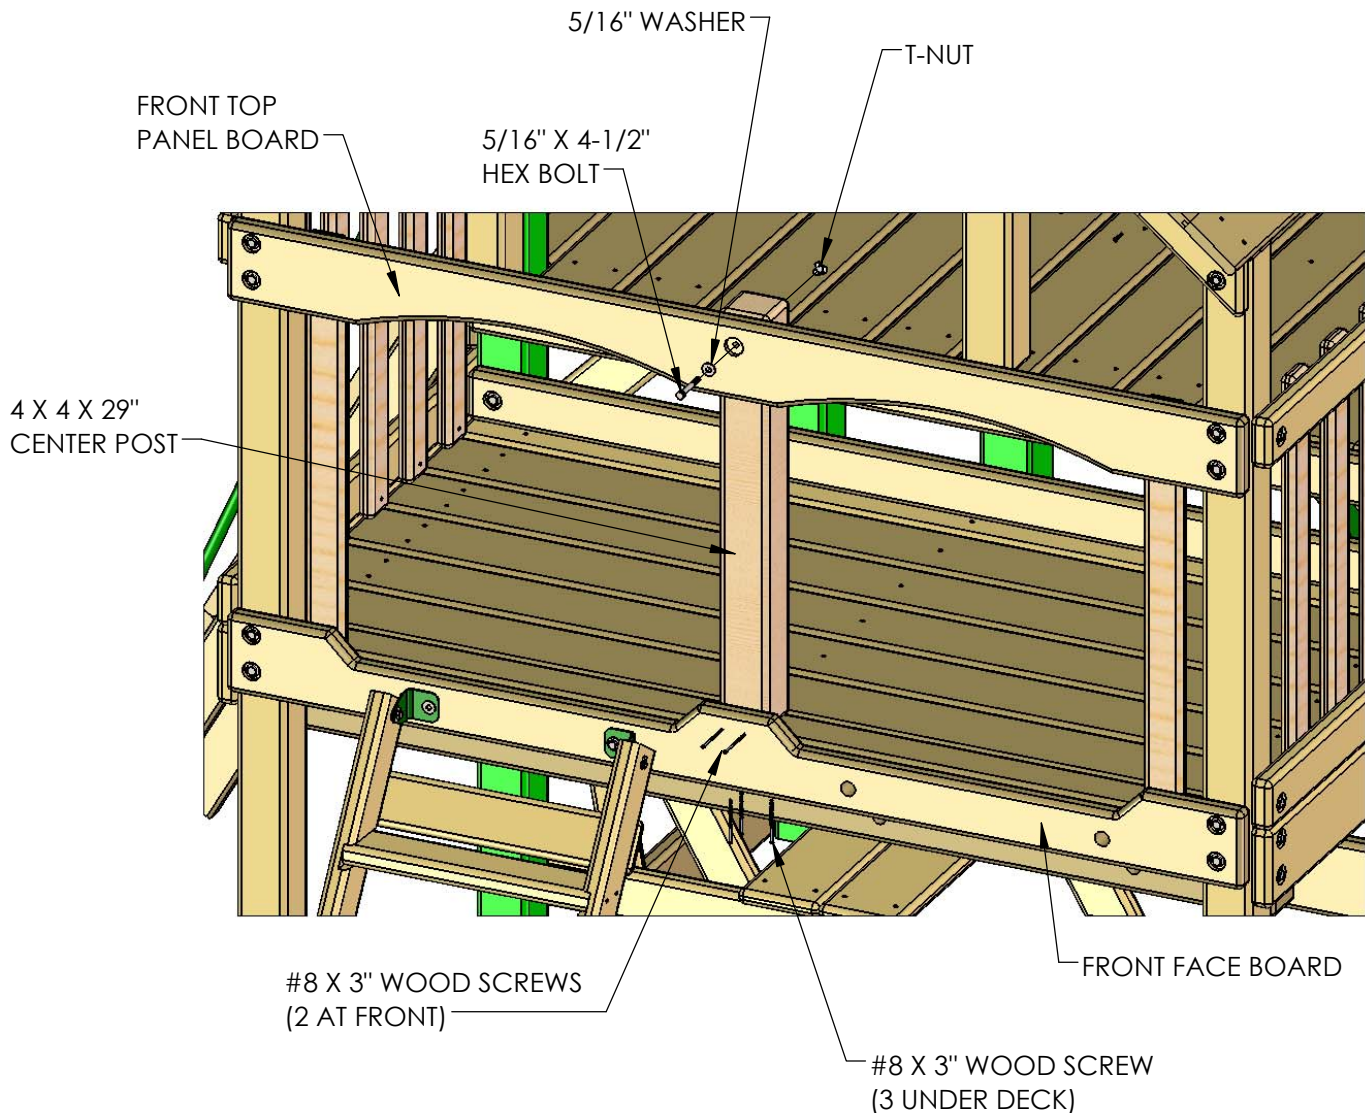 5/16" WASHER
T-NUT
FRONT TOP
PANEL BOARD
5/16" X 4-1/2"
HEX BOLT
4 X 4 X 29"
CENTER POST
FRONT FACE BOARD
#8 X 3" WOOD SCREWS
(2 AT FRONT)
#8 X 3" WOOD SCREW
(3 UNDER DECK)